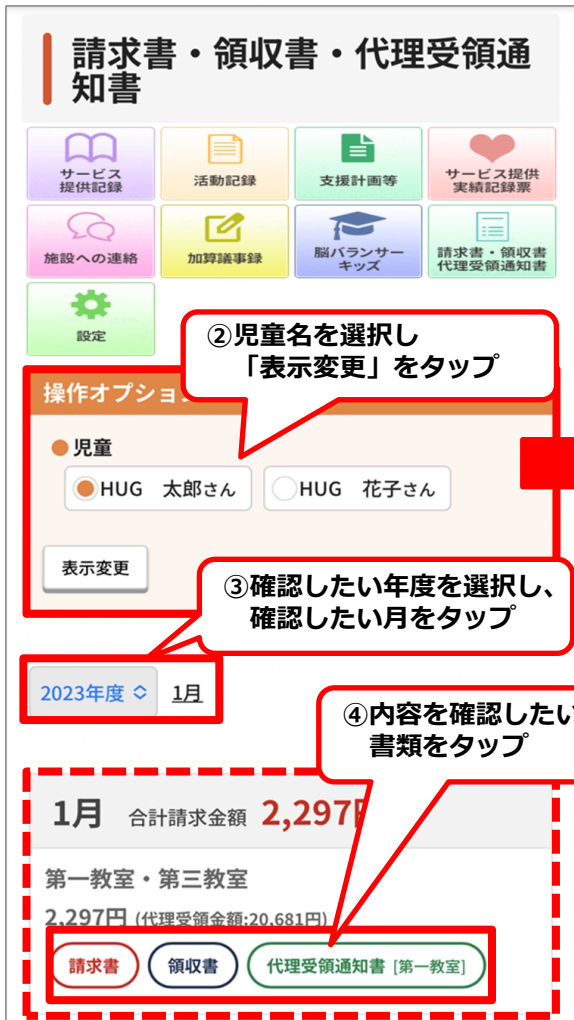 請求書・領収書・代理受領通
知書
サービス
提供記録
活動記録
支援計画等
サービス提供
実績記録票
施設への連絡
加算議事録
脳バランサー
キッズ
請求書・領収書
代理受領通知書
設定
②児童名を選択し
「表示変更」をタップ
操作オプション
児童
HUG 太郎さん
HUG 花子さん
表示変更
③確認したい年度を選択し、
確認したい月をタップ
2023年度
1月
④内容を確認したい
書類をタップ
1月 合計請求金額 2,297円
第一教室・第三教室
2,297円 (代理受領金額:20,681円)
請求書
領収書
代理受領通知書 [第一教室]